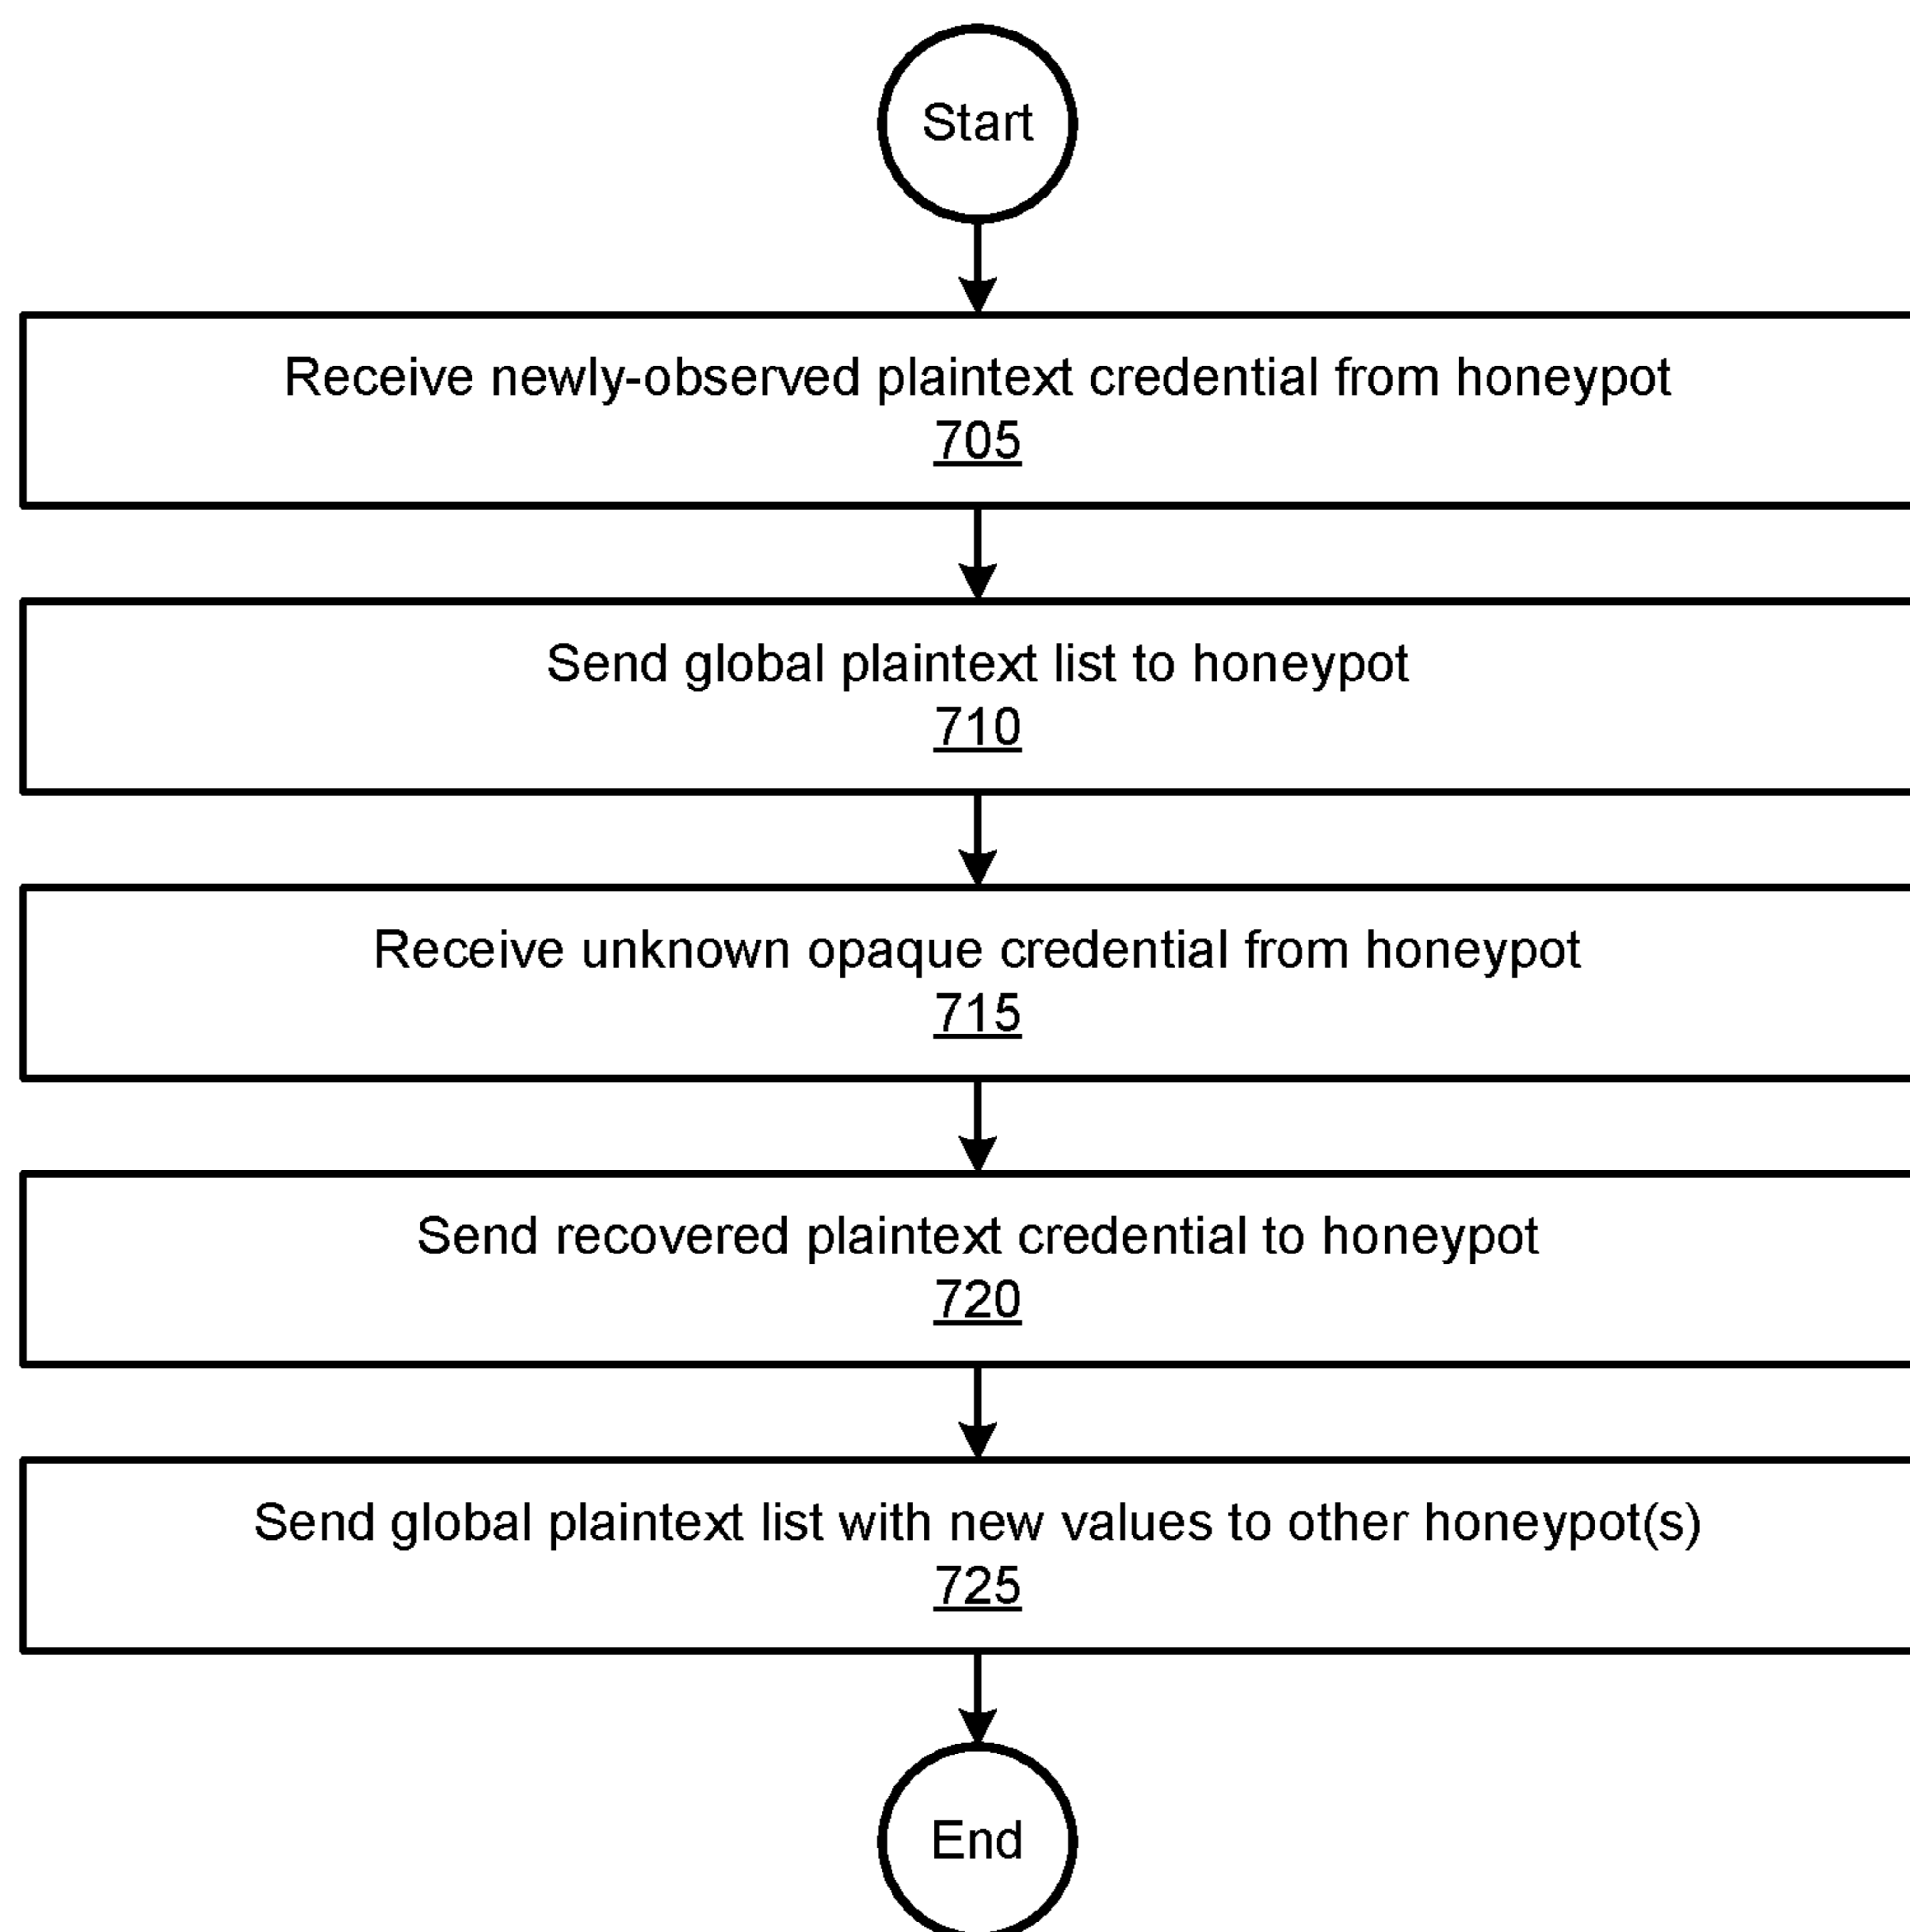 Start
Receive newly-observed plaintext credential from honeypot
705
Send global plaintext list to honeypot
710
Receive unknown opaque credential from honeypot
715
Send recovered plaintext credential to honeypot
720
Send global plaintext list with new values to other honeypot(s)
725
End